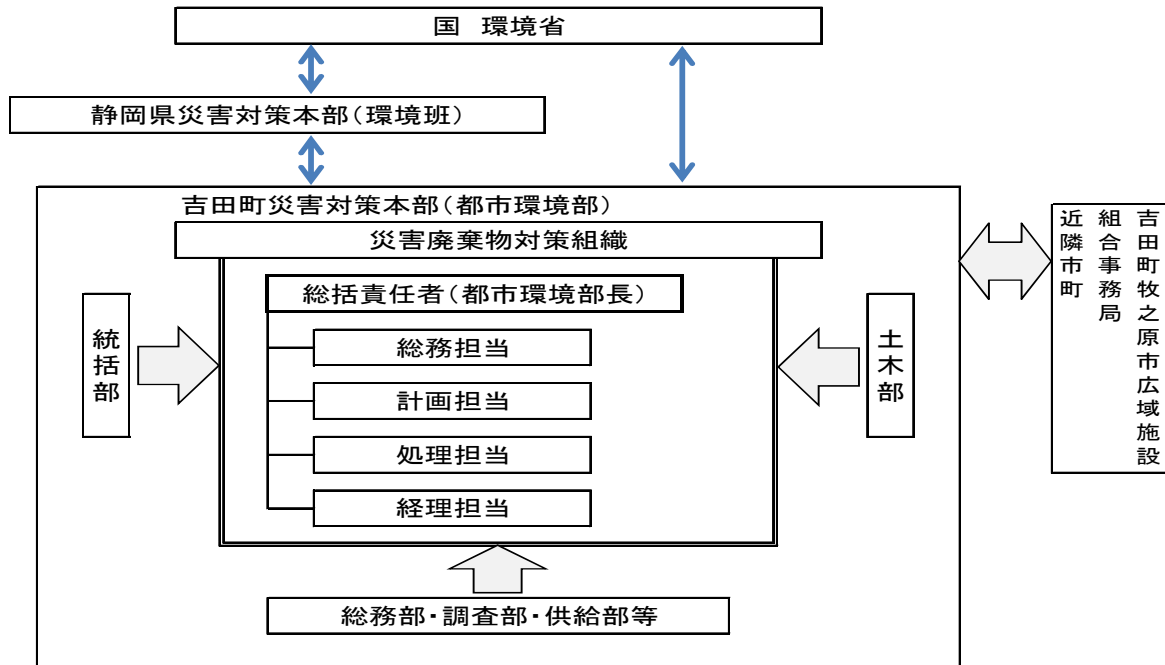 国 環境省
静岡県災害対策本部(環境班)
吉田町災害対策本部(都市環境部)
災害廃棄物対策組織
総括責任者(都市環境部長)
総務担当
計画担当
処理担当
経理担当
統括部
土木部
総務部・調査部・供給部等
吉田町牧之原市広域施設
組合事務局
近隣市町